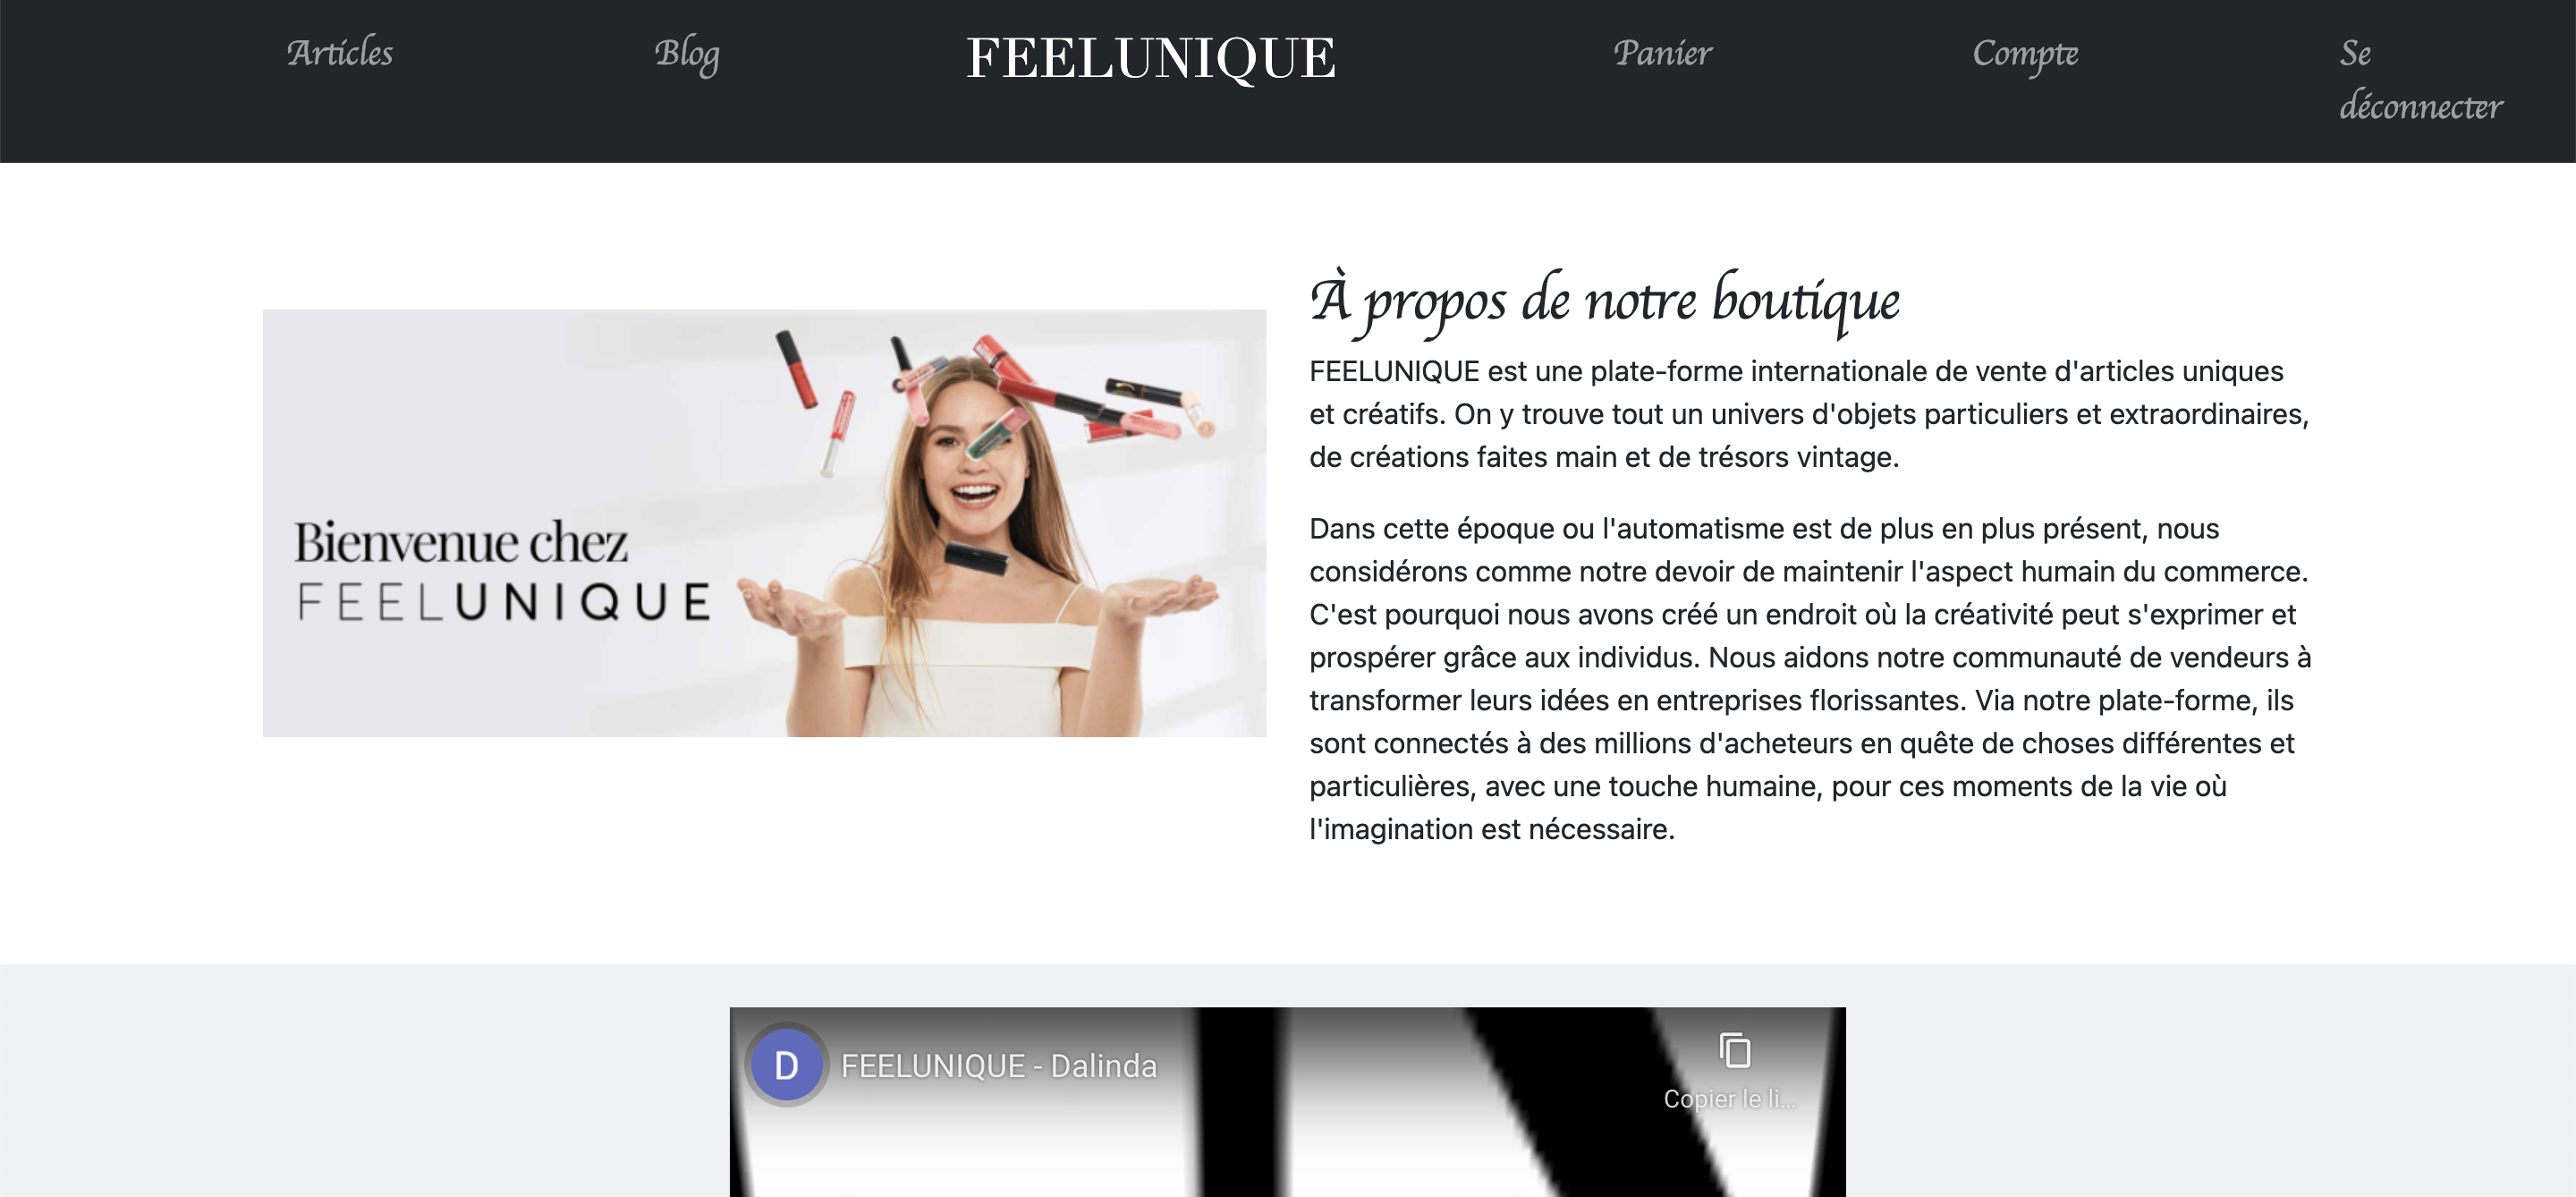 Articles
Blog
FEELUNIQUE
Panier
Compte
Se
déconnecter
Bienvenue chez
FEELUNIQUE
À propos de notre boutique
FEELUNIQUE est une plate-forme internationale de vente d'articles uniques
et créatifs. On y trouve tout un univers d'objets particuliers et extraordinaires,
de créations faites main et de trésors vintage.
Dans cette époque ou l'automatisme est de plus en plus présent, nous
considérons comme notre devoir de maintenir l'aspect humain du commerce.
C'est pourquoi nous avons créé un endroit où la créativité peut s'exprimer et
prospérer grâce aux individus. Nous aidons notre communauté de vendeurs à
transformer leurs idées en entreprises florissantes. Via notre plate-forme, ils
sont connectés à des millions d'acheteurs en quête de choses différentes et
particulières, avec une touche humaine, pour ces moments de la vie où
l'imagination est nécessaire.
D
FEELUNIQUE - Dalinda
Copier le li...